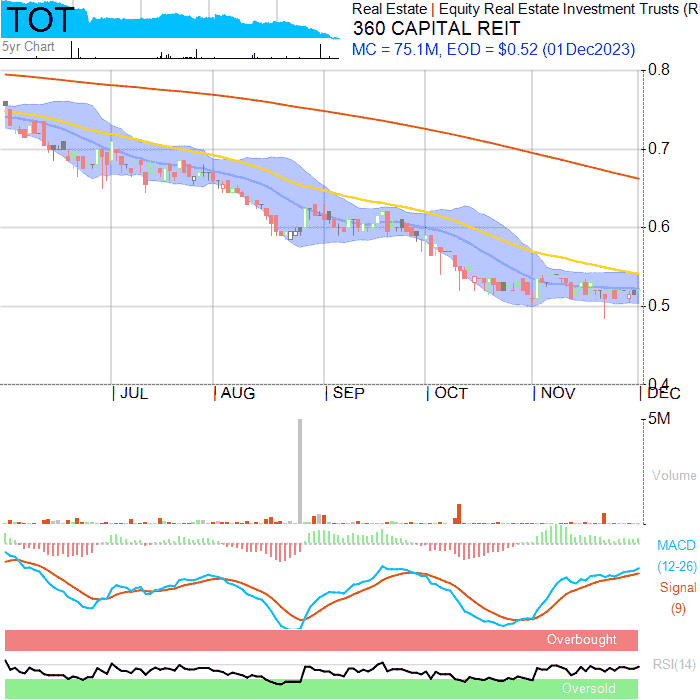 TOT
5yr Chart
Real Estate | Equity Real Estate Investment Trusts (R
360 CAPITAL REIT
MC = 75.1M, EOD = $0.52 (01Dec2023)
0.8
0.7
0.6
0.5
0.4
JUL
AUG
SEP
OCT
NOV
DEC
5M
Volume
MACD
(12-26)
Signal
(9)
Overbought
RSI(14)
Oversold